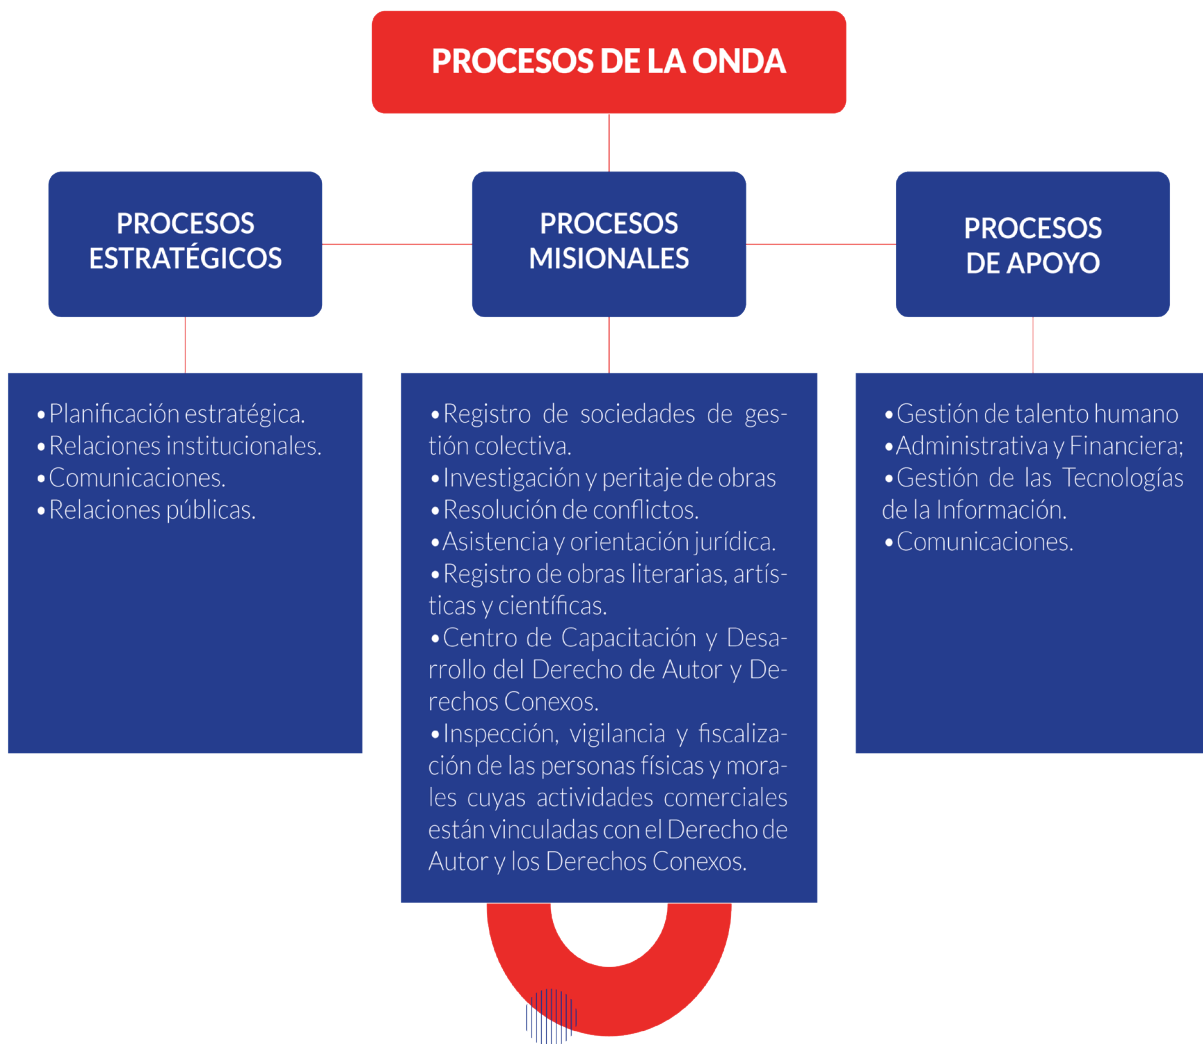 PROCESOS DE LA ONDA
PROCESOS
ESTRATÉGICOS
•Planificación estratégica.
•Relaciones institucionales.
•Comunicaciones.
•Relaciones públicas.
PROCESOS
MISIONALES
•Registro de sociedades de ges-
tión colectiva.
•Investigación y peritaje de obras
•Resolución de conflictos.
•Asistencia y orientación jurídica.
•Registro de obras literarias, artís-
ticas y científicas.
•Centro de Capacitación y Desa-
rrollo del Derecho de Autor y De-
rechos Conexos.
•Inspección, vigilancia y fiscaliza-
ción de las personas físicas y mora-
les cuyas actividades comerciales
están vinculadas con el Derecho de
Autor y los Derechos Conexos.
PROCESOS
DE APOYO
•Gestión de talento humano
•Administrativa y Financiera;
•Gestión de las Tecnologías
de la Información.
•Comunicaciones.